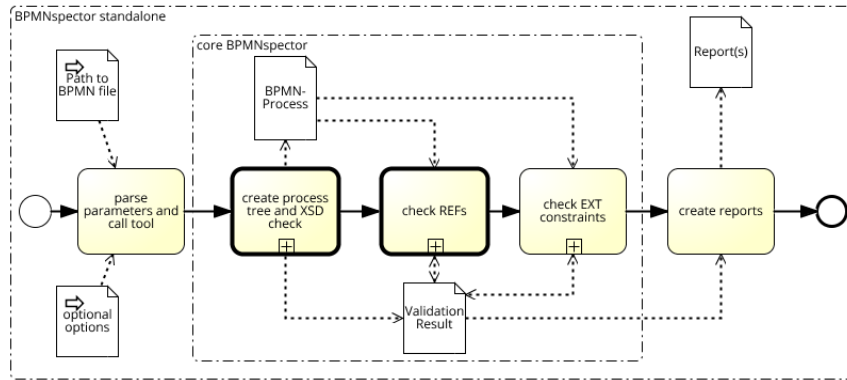 BPMNspector standalone
core BPMNspector
Path to
BPMN file
BPMN-
Process
Report(s)
parse
parameters and
call tool
create process
tree and XSD
check
check REFs
check EXT
constraints
create reports
optional
options
Validation
Result